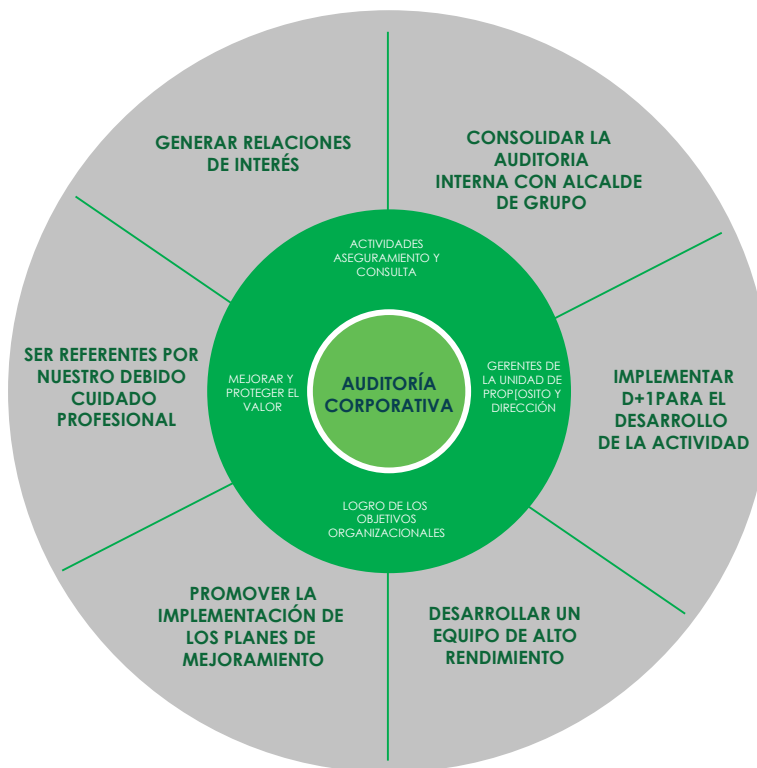 GENERAR RELACIONES
DE INTERÉS
CONSOLIDAR LA
AUDITORIA
INTERNA CON ALCALDE
DE GRUPO
IMPLEMENTAR
D+1PARA EL
DESARROLLO
DE LA ACTIVIDAD
DESARROLLAR UN
EQUIPO DE ALTO
RENDIMIENTO
PROMOVER LA
IMPLEMENTACIÓN DE
LOS PLANES DE
MEJORAMIENTO
SER REFERENTES POR
NUESTRO DEBIDO
CUIDADO
PROFESIONAL
ACTIVIDADES
ASEGURAMIENTO Y
CONSULTA
GERENTES DE
LA UNIDAD DE
PROP[OSITO Y
DIRECCIÓN
LOGRO DE LOS
OBJETIVOS
ORGANIZACIONALES
MEJORAR Y
PROTEGER EL
VALOR
AUDITORÍA
CORPORATIVA